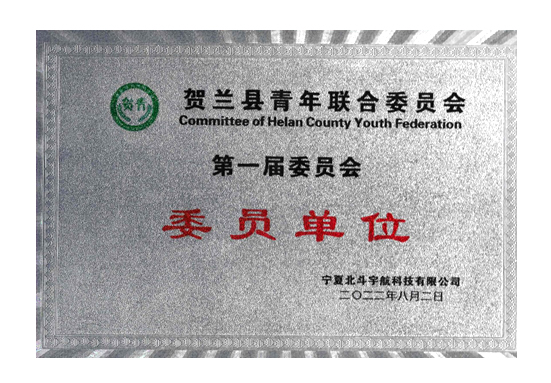 贺兰县青年联合委员会
Committee of Helan County Youth Federation
第一届委员会
委员单位
宁夏北斗宇航科技有限公司
二〇二二年八月二日